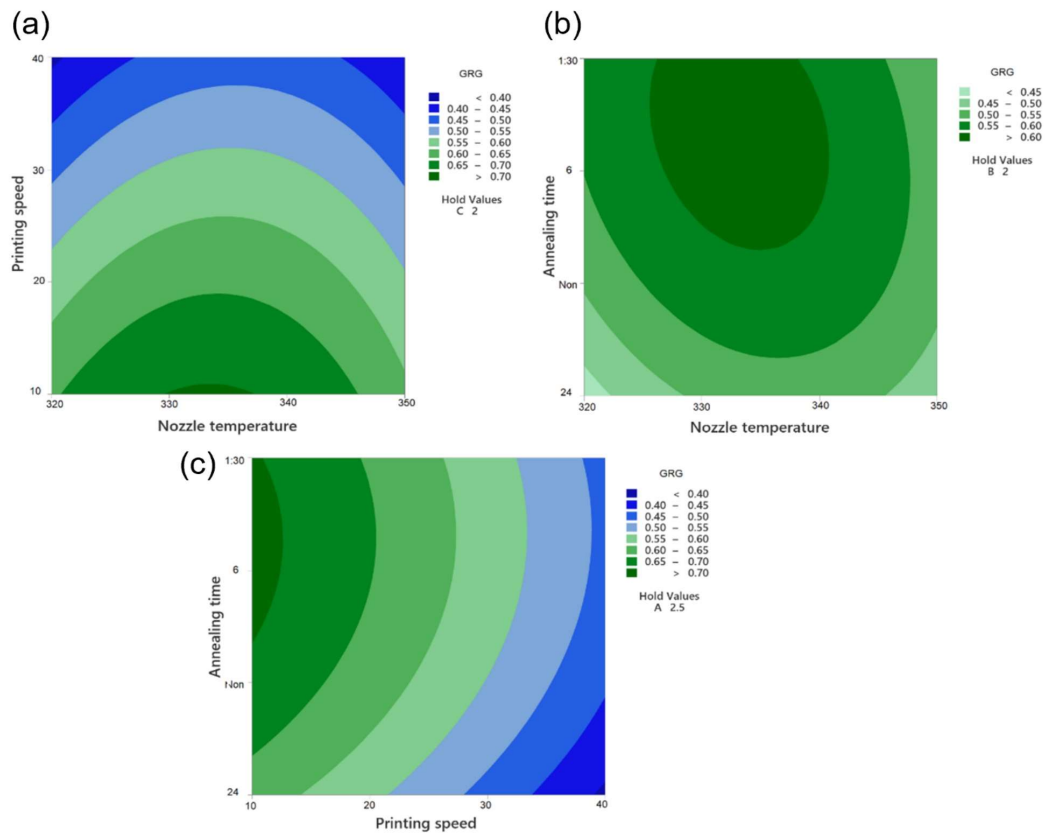 (a)
40
30
20
10
Printing speed
320 330 340 350
Nozzle temperature
GRG
< 0.40
0.40 – 0.45
0.45 – 0.50
0.50 – 0.55
0.55 – 0.60
0.60 – 0.65
0.65 – 0.70
> 0.70
Hold Values
C 2
(b)
1:30
6
Non
24
Annealing time
320 330 340 350
Nozzle temperature
GRG
< 0.45
0.45 – 0.50
0.50 – 0.55
0.55 – 0.60
> 0.60
Hold Values
B 2
(c)
1:30
6
Non
24
Annealing time
10 20 30 40
Printing speed
GRG
< 0.40
0.40 – 0.45
0.45 – 0.50
0.50 – 0.55
0.55 – 0.60
0.60 – 0.65
0.65 – 0.70
> 0.70
Hold Values
A 2.5